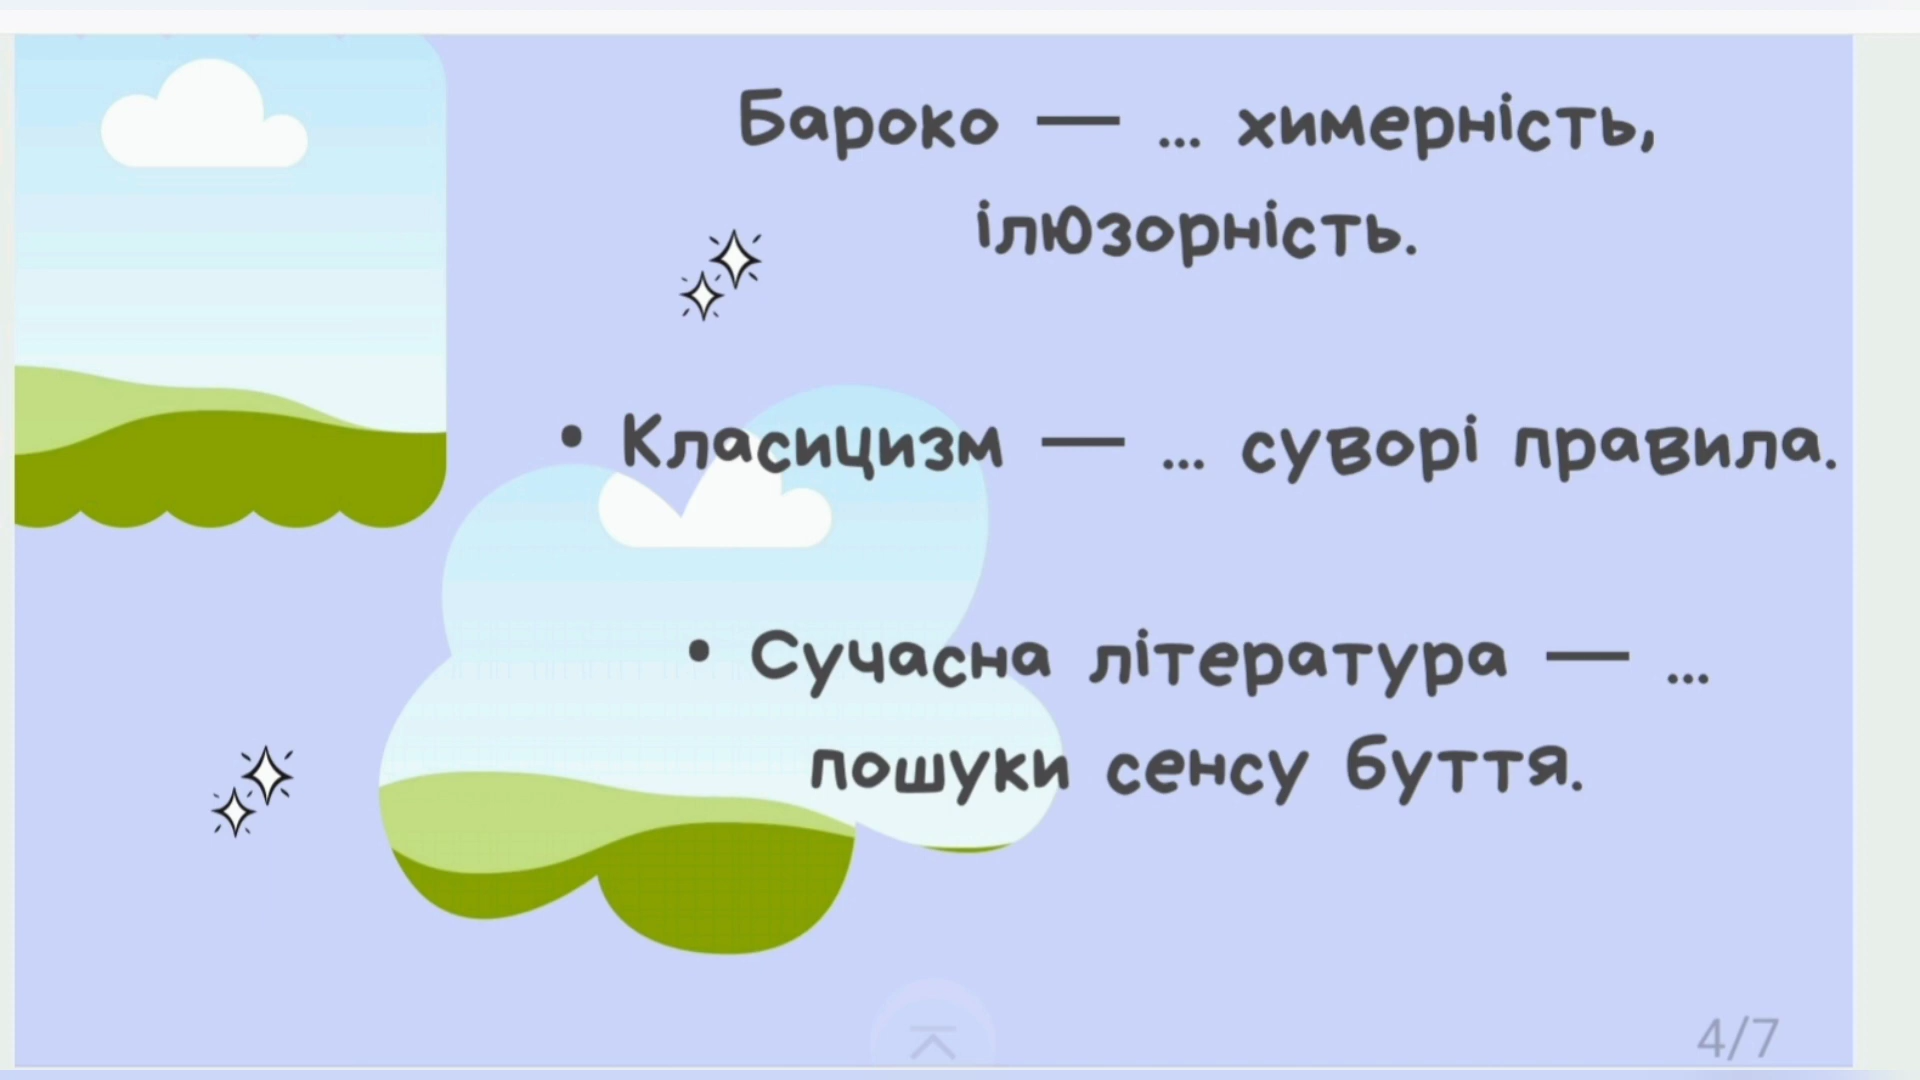 Бароко — ... химерність,
ілюзорність.
• Класицизм — ... суворі правила.
• Сучасна література — ...
пошуки сенсу буття.
4/7